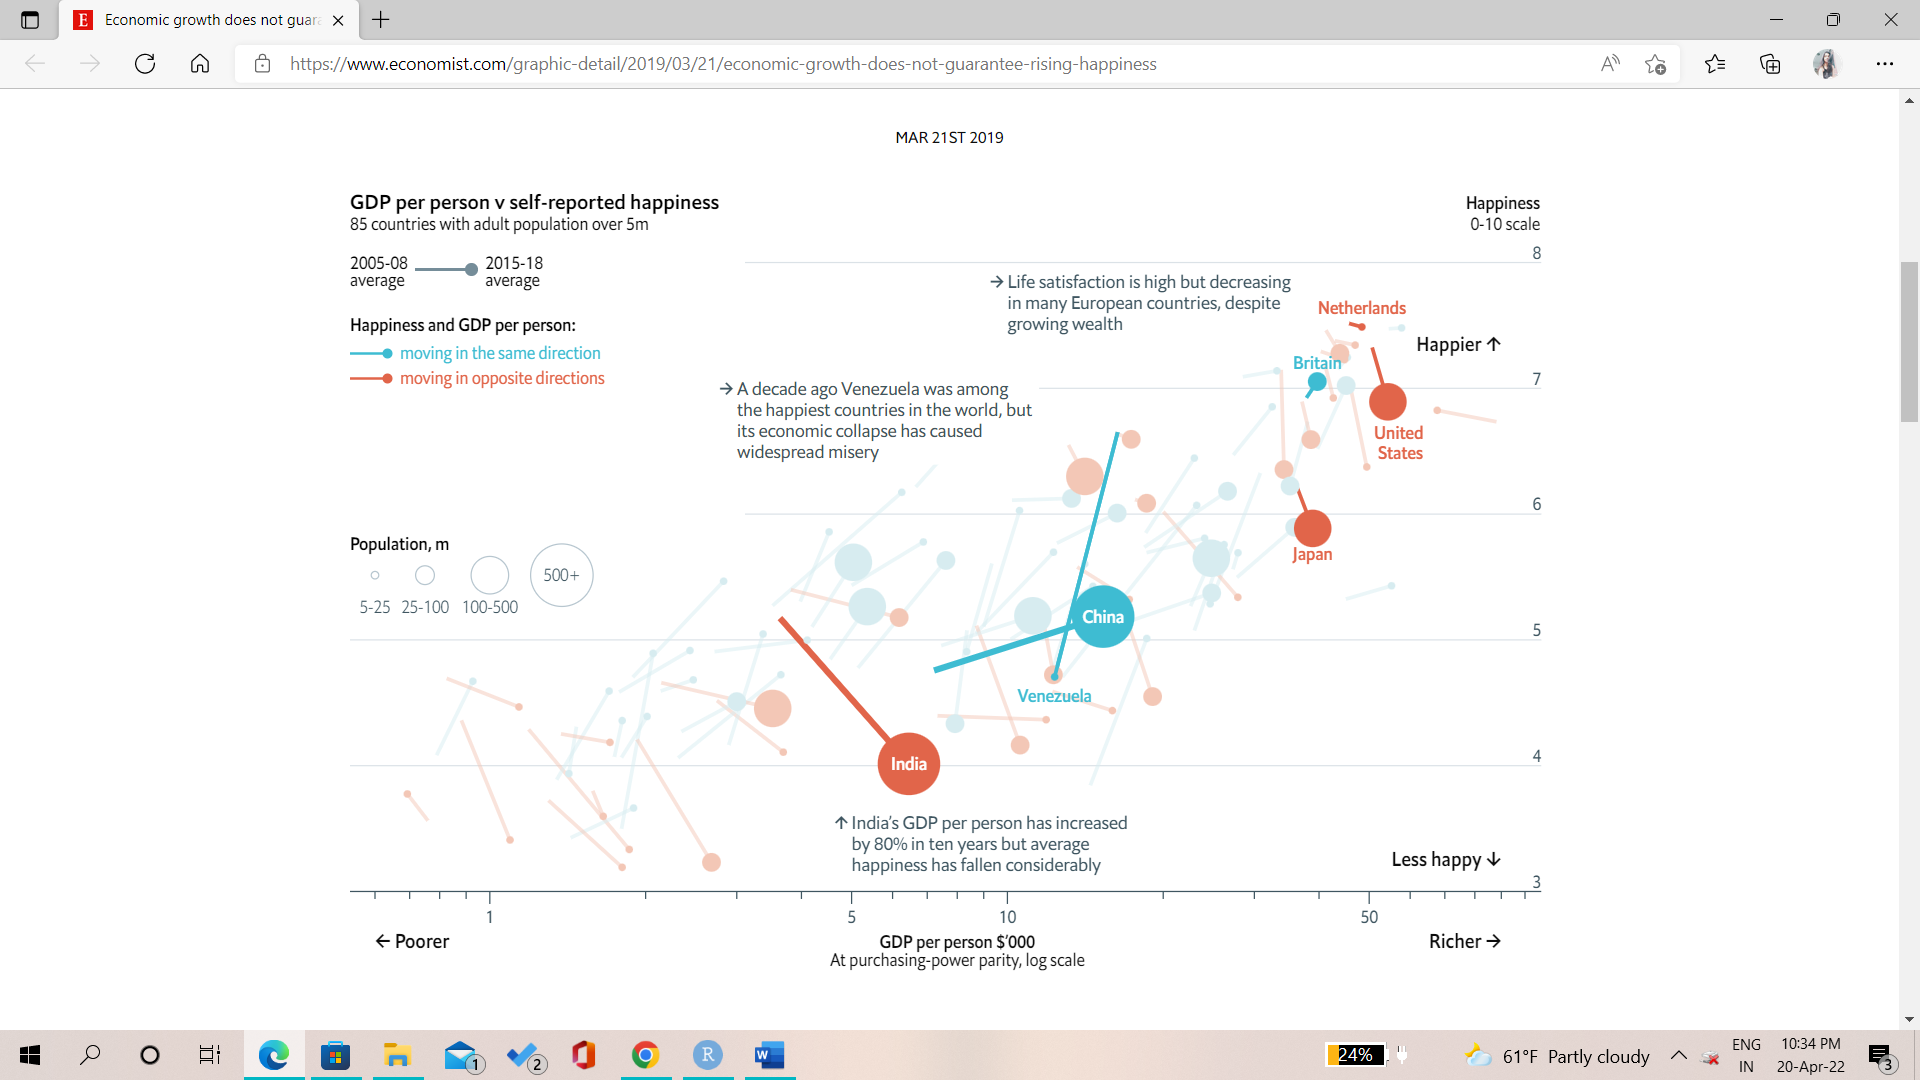 Economic growth does not guar
https://www.economist.com/graphic-detail/2019/03/21/economic-growth-does-not-guarantee-rising-happiness
MAR 21ST 2019
GDP per person v self-reported happiness
85 countries with adult population over 5m
2005-08 average
2015-18 average
Happiness and GDP per person:
moving in the same direction
moving in opposite directions
Happiness
0-10 scale
8
→ Life satisfaction is high but decreasing
in many European countries, despite
growing wealth
Netherlands
Happier ↑
Britain
7
→ A decade ago Venezuela was among
the happiest countries in the world, but
its economic collapse has caused
widespread misery
United
States
6
Population, m
500+
5-25 25-100 100-500
Japan
China
5
Venezuela
4
India
↑ India's GDP per person has increased
by 80% in ten years but average
happiness has fallen considerably
Less happy ↓
3
1 5 10 50
← Poorer
GDP per person $'000
At purchasing-power parity, log scale
Richer →
1
2
R
W
24%
61°F Partly cloudy
ENG
IN
10:34 PM
20-Apr-22
3